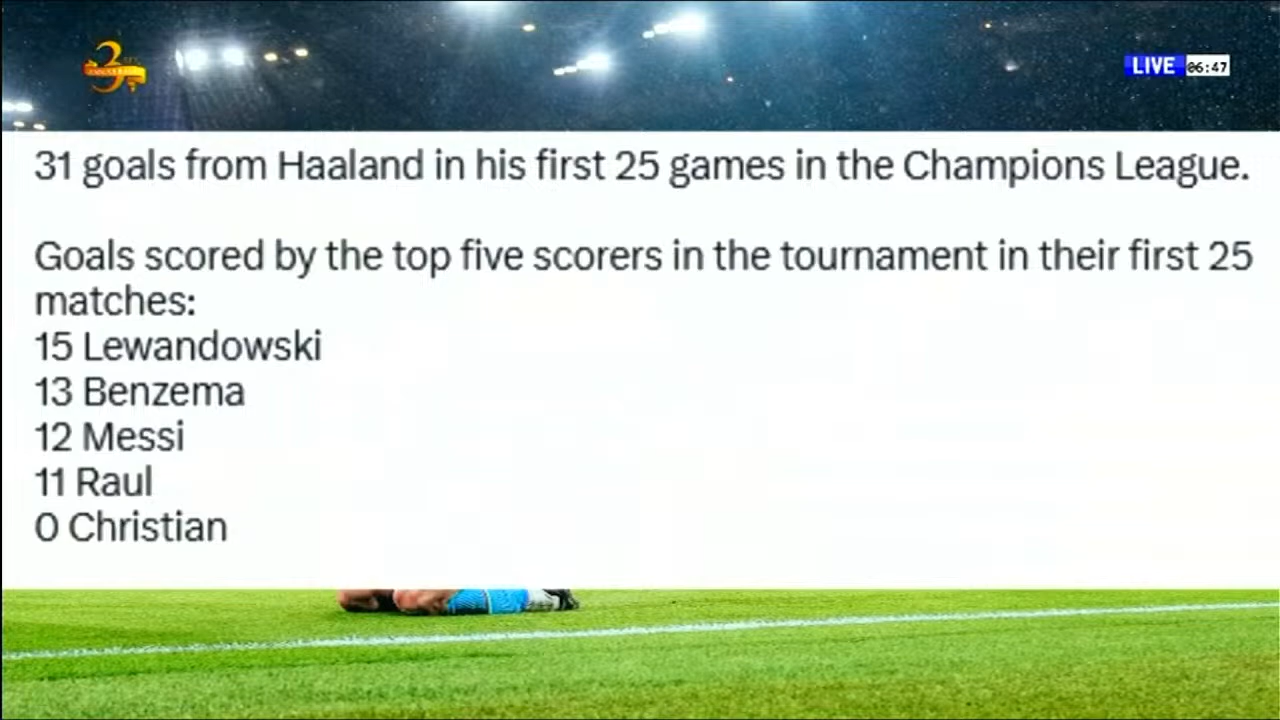 3
LIVE 06:47
31 goals from Haaland in his first 25 games in the Champions League.
Goals scored by the top five scorers in the tournament in their first 25
matches:
15 Lewandowski
13 Benzema
12 Messi
11 Raul
0 Christian